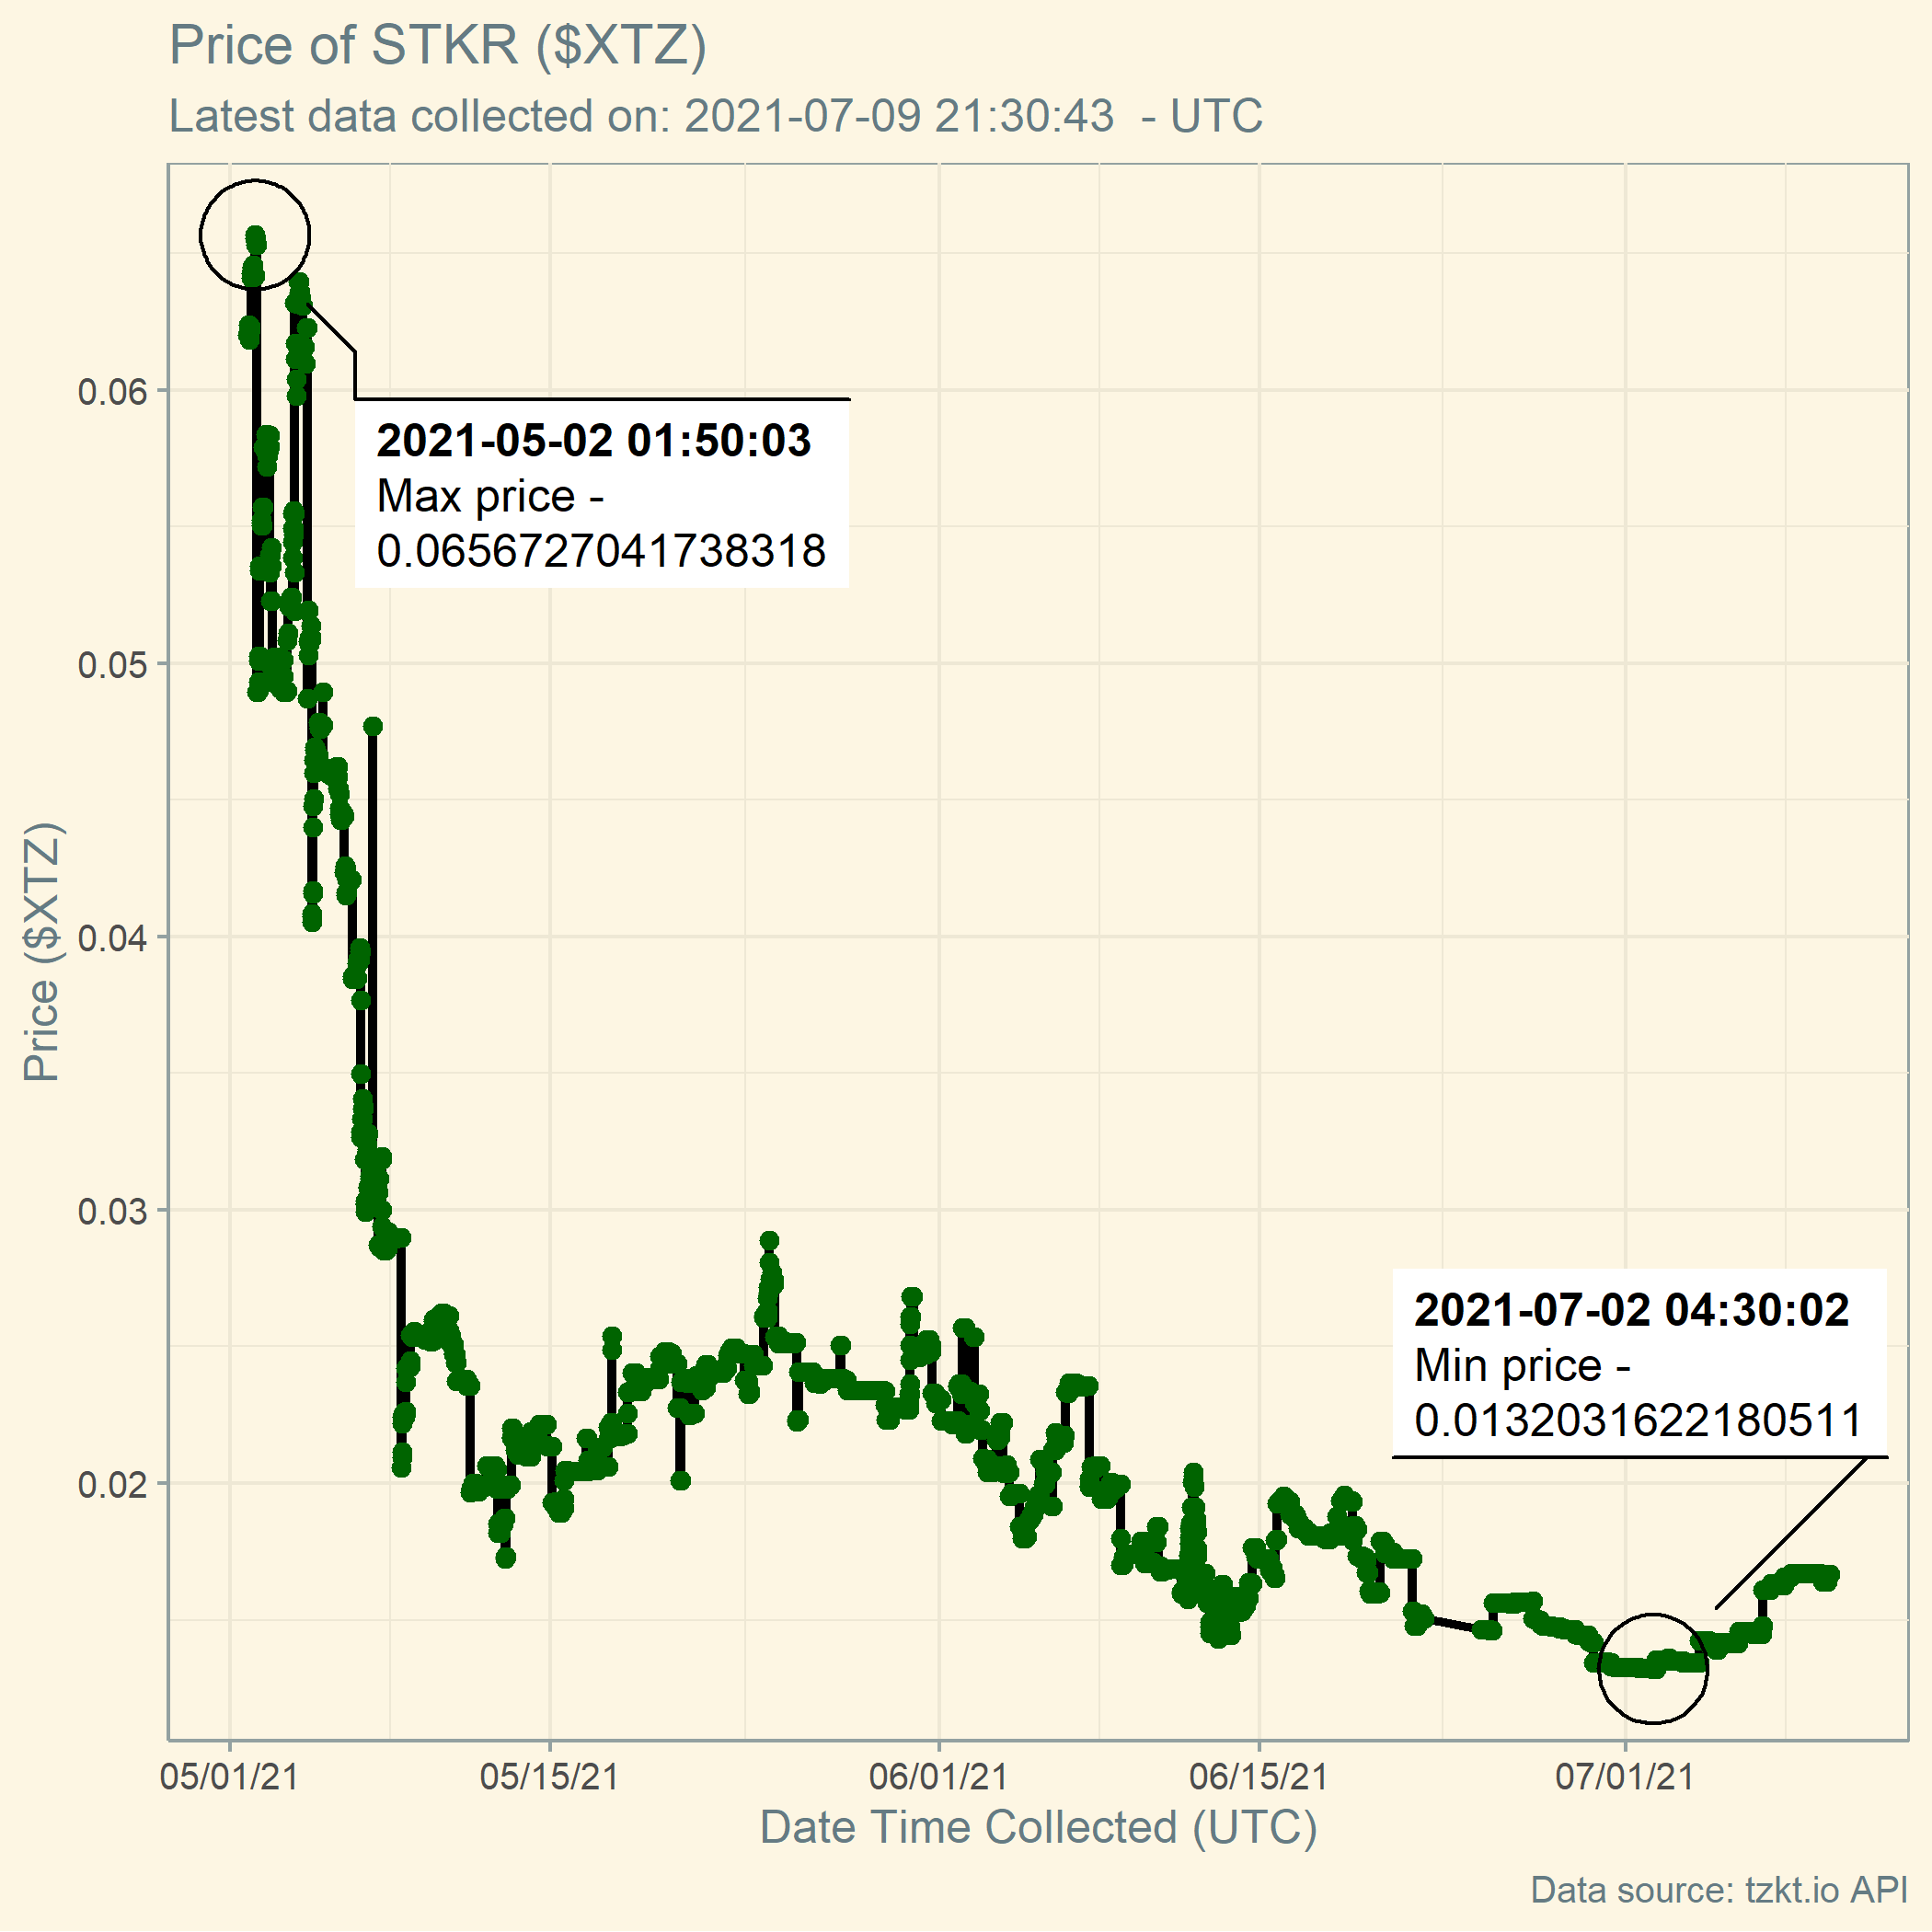 Price of STKR ($XTZ)
Latest data collected on: 2021-07-09 21:30:43  - UTC
2021-05-02 01:50:03
Max price -
0.0656727041738318
2021-07-02 04:30:02
Min price -
0.01320316221805​11
Price ($XTZ)
0.06
0.05
0.04
0.03
0.02
05/01/21
05/15/21
06/01/21
06/15/21
07/01/21
Date Time Collected (UTC)
Data source: tzkt.io API